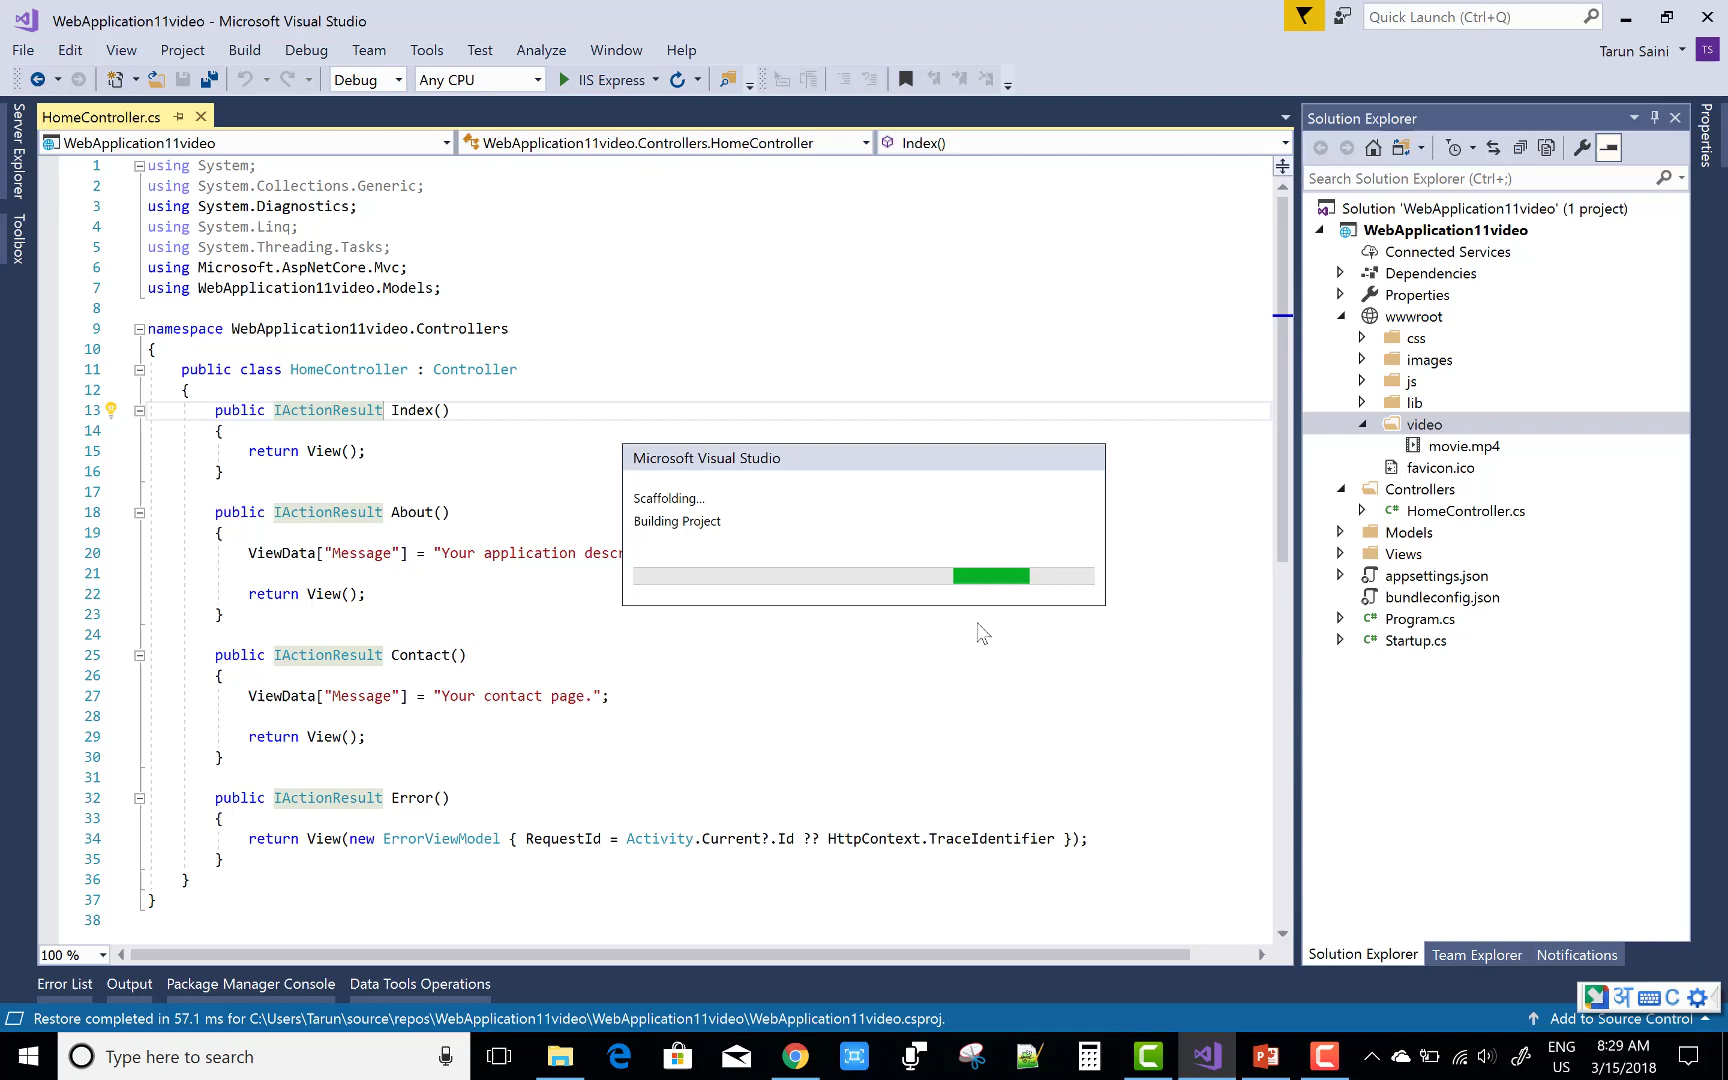 WebApplication11video - Microsoft Visual Studio
Quick Launch (Ctrl+Q)
File Edit View Project Build Debug Team Tools Test Analyze Window Help
Tarun Saini TS
Debug Any CPU IIS Express
Server Explorer
Toolbox
HomeController.cs
WebApplication11video WebApplication11video.Controllers.HomeController Index()
1 using System;
2 using System.Collections.Generic;
3 using System.Diagnostics;
4 using System.Linq;
5 using System.Threading.Tasks;
6 using Microsoft.AspNetCore.Mvc;
7 using WebApplication11video.Models;
8
9 namespace WebApplication11video.Controllers
10 {
11 public class HomeController : Controller
12 {
13 public IActionResult Index()
14 {
15 return View();
16 }
17
18 public IActionResult About()
19 {
20 ViewData["Message"] = "Your application descr
21
22 return View();
23 }
24
25 public IActionResult Contact()
26 {
27 ViewData["Message"] = "Your contact page.";
28
29 return View();
30 }
31
32 public IActionResult Error()
33 {
34 return View(new ErrorViewModel { RequestId = Activity.Current?.Id ?? HttpContext.TraceIdentifier });
35 }
36 }
37 }
38
Microsoft Visual Studio
Scaffolding...
Building Project
100 %
Solution Explorer
Search Solution Explorer (Ctrl+;)
Solution 'WebApplication11video' (1 project)
WebApplication11video
Connected Services
Dependencies
Properties
wwwroot
css
images
js
lib
video
movie.mp4
favicon.ico
Controllers
C# HomeController.cs
Models
Views
appsettings.json
bundleconfig.json
C# Program.cs
C# Startup.cs
Properties
Solution Explorer Team Explorer Notifications
Error List Output Package Manager Console Data Tools Operations
अ C
Restore completed in 57.1 ms for C:\Users\Tarun\source\repos\WebApplication11video\WebApplication11video\WebApplication11video.csproj.
Add to Source Control
Type here to search
ENG
US
8:29 AM
3/15/2018